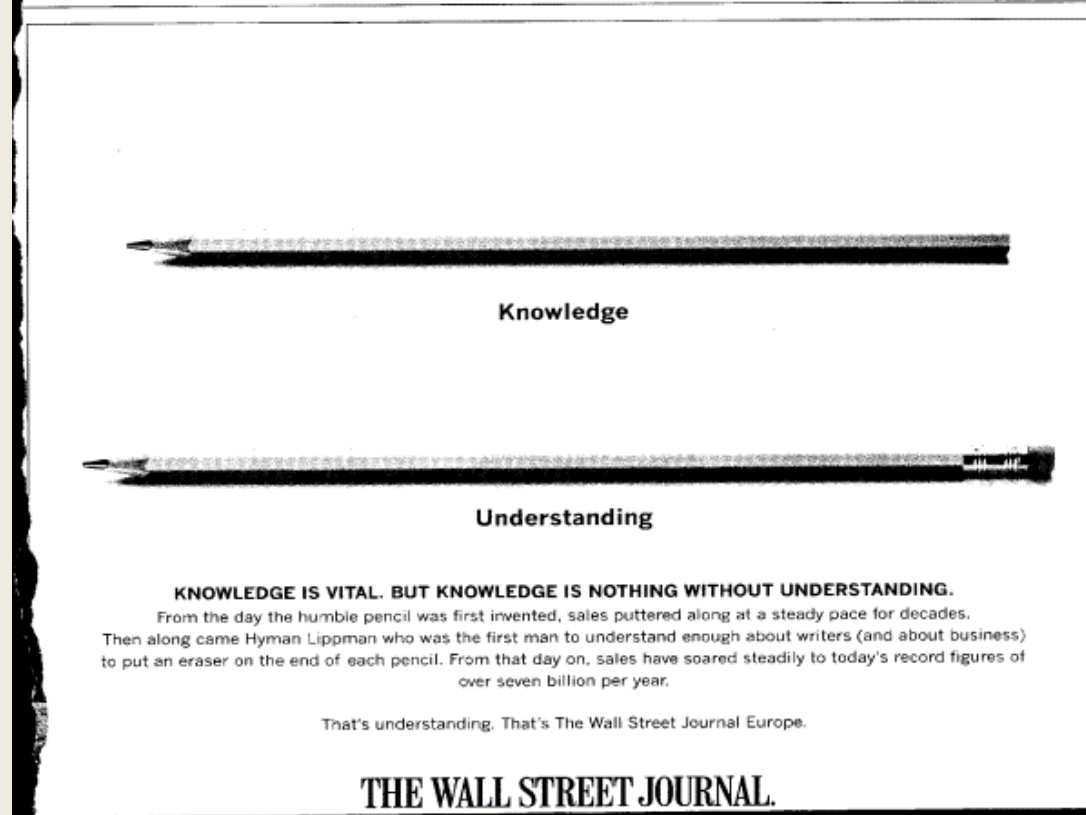 Knowledge
Understanding
KNOWLEDGE IS VITAL. BUT KNOWLEDGE IS NOTHING WITHOUT UNDERSTANDING.
From the day the humble pencil was first invented, sales puttered along at a steady pace for decades.
Then along came Hyman Lippman who was the first man to understand enough about writers (and about business)
to put an eraser on the end of each pencil. From that day on, sales have soared steadily to today's record figures of
over seven billion per year.
That's understanding. That's The Wall Street Journal Europe.
THE WALL STREET JOURNAL.